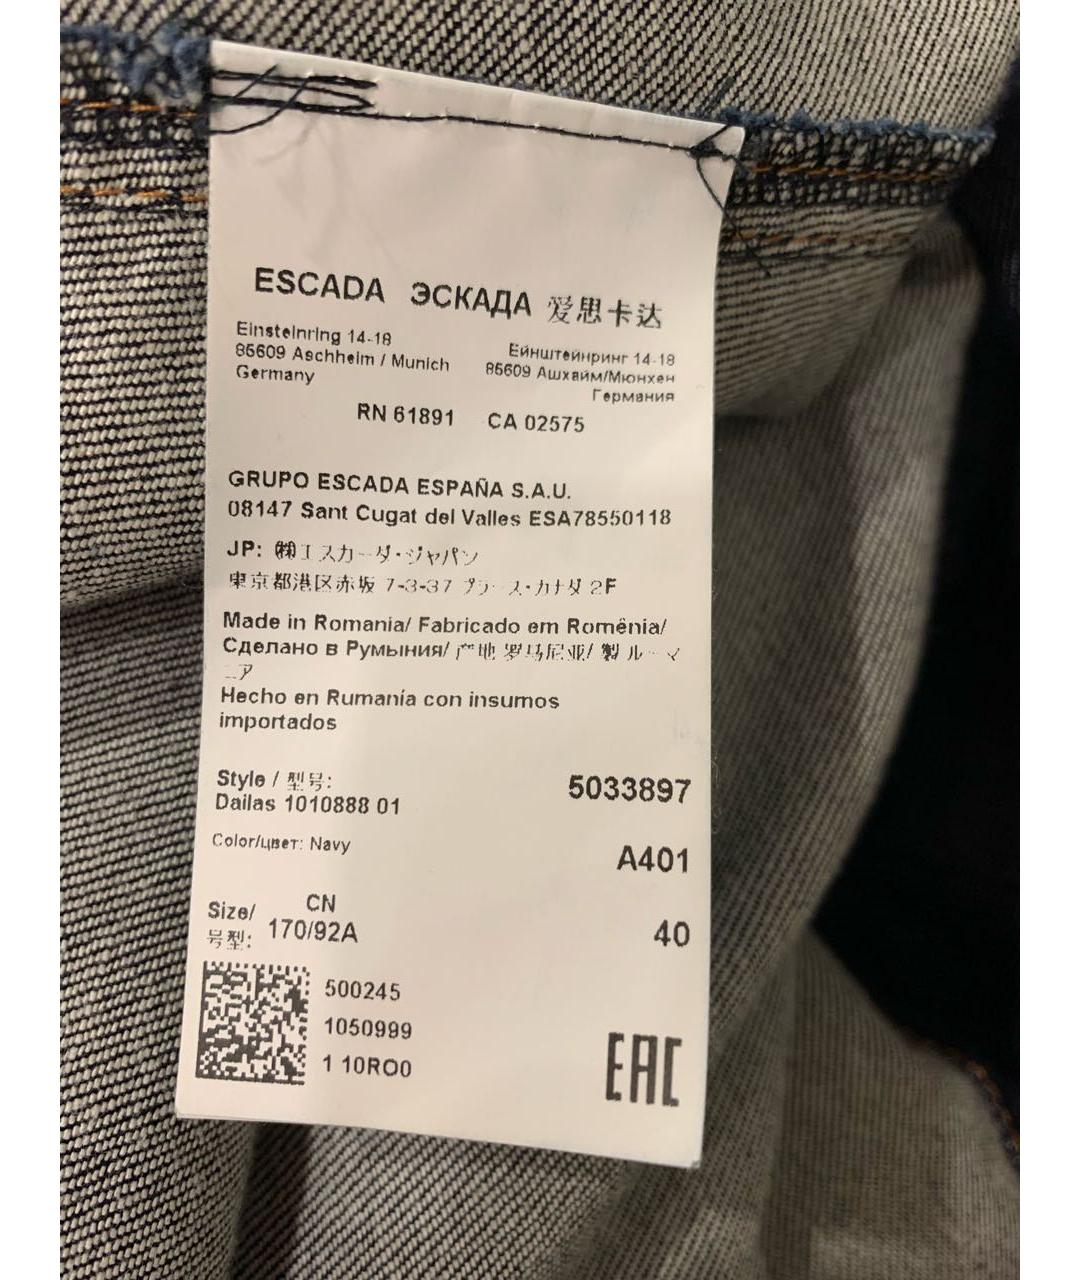 ESCADA ЭСКАДА 爱思卡达
Einsteinring 14-18
85609 Aschheim / Munich
Germany
Ейнштейнринг 14-18
85609 Ашхайм/Мюнхен
Германия
RN 61891 CA 02575
GRUPO ESCADA ESPAÑA S.A.U.
08147 Sant Cugat del Valles ESA78550118
JP: ㈱エスカーダ・ジャパン
東京都港区赤坂 7-3-37 プラース・カナダ 2F
Made in Romania/ Fabricado em Romênia/
Сделано в Румыния/ 产地 罗马尼亚/ 製 ルーマ
ニア
Hecho en Rumanía con insumos
importados
Style / 型号:
Dailas 1010888 01
5033897
Color/цвет: Navy
A401
Size/
号型:
CN
170/92A
40
500245
1050999
1 10RO0
EAC